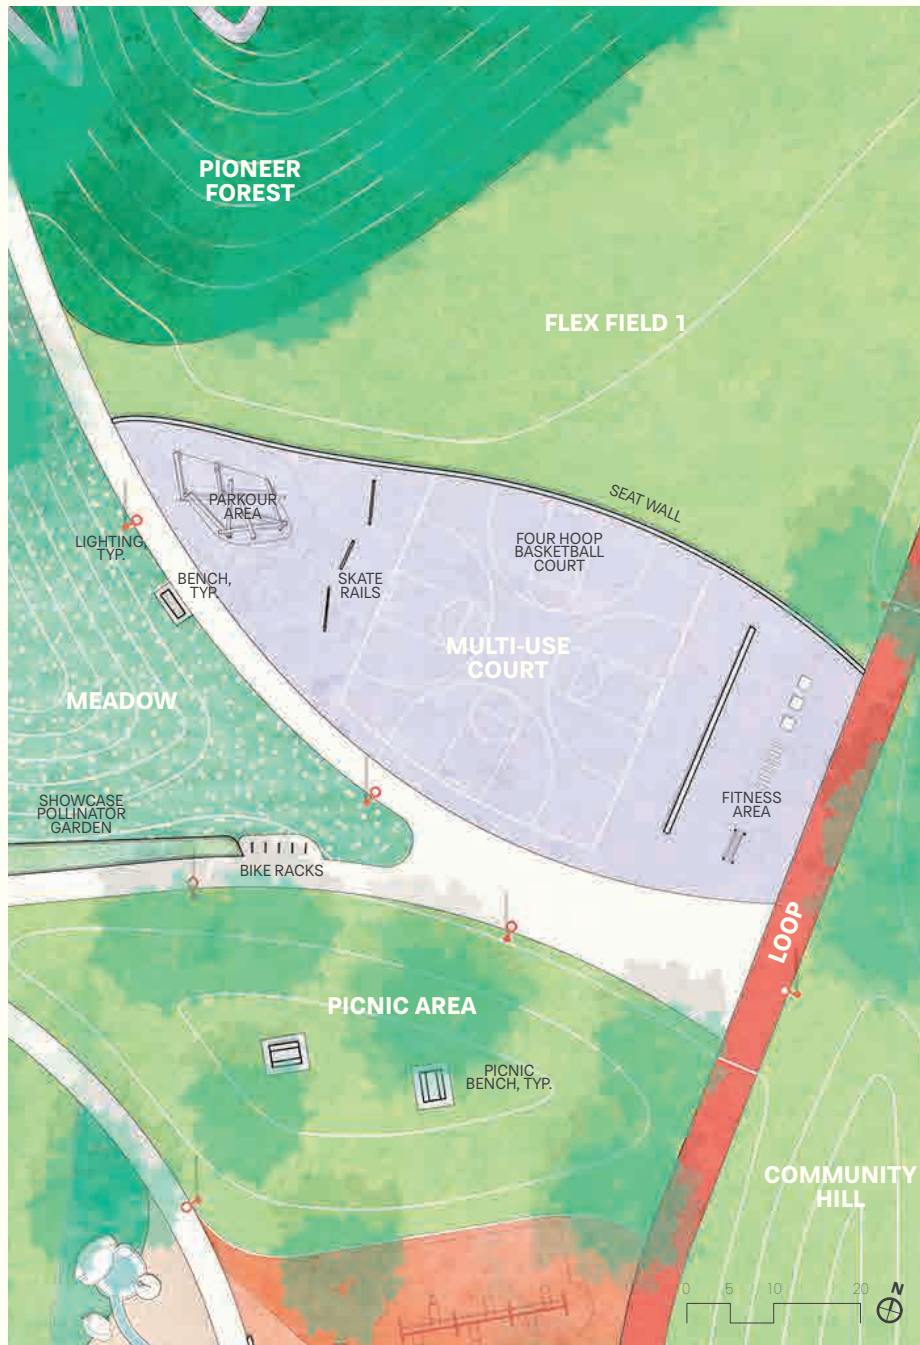 PIONEER
FOREST
FLEX FIELD 1
SEAT WALL
PARKOUR
AREA
LIGHTING,
TYP.
FOUR HOOP
BASKETBALL
COURT
BENCH,
TYP.
SKATE
RAILS
MULTI-USE
COURT
MEADOW
SHOWCASE
POLLINATOR
GARDEN
FITNESS
AREA
BIKE RACKS
LOOP
PICNIC AREA
PICNIC
BENCH, TYP.
COMMUNITY
HILL
0 5 10 20
N